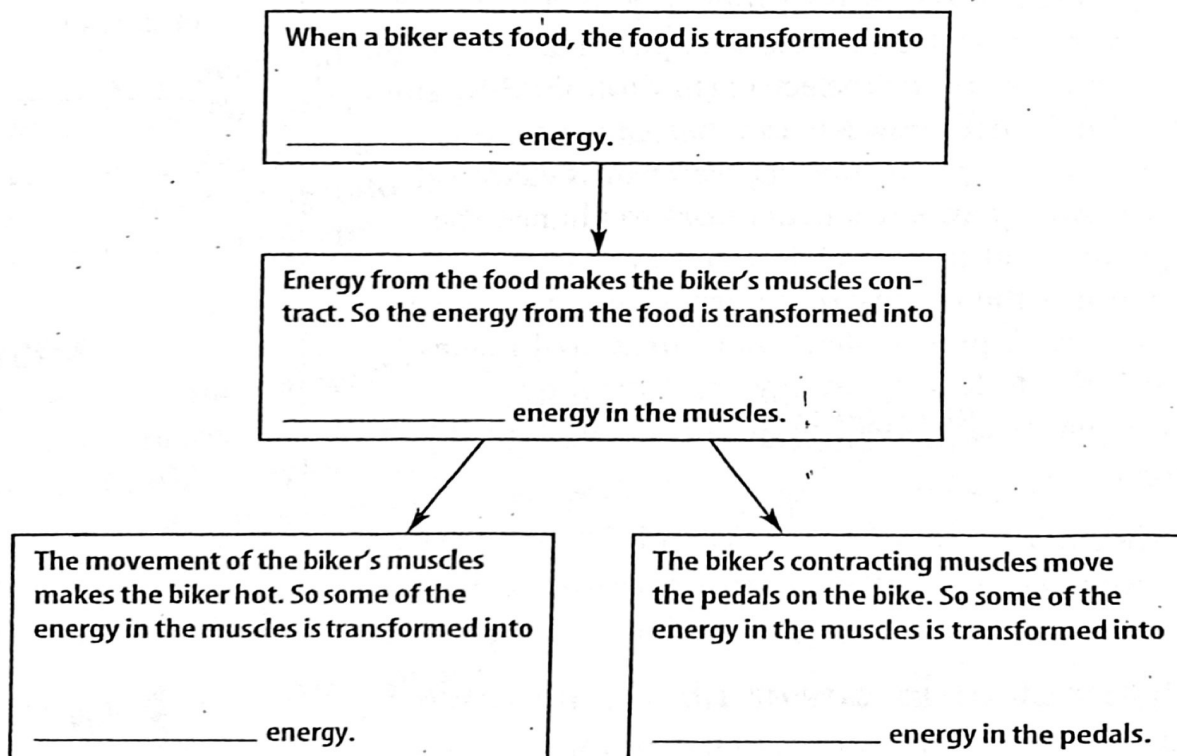 When a biker eats food, the food is transformed into
_______________ energy.
Energy from the food makes the biker's muscles con-
tract. So the energy from the food is transformed into
_______________ energy in the muscles.
The movement of the biker's muscles
makes the biker hot. So some of the
energy in the muscles is transformed into
_______________ energy.
The biker's contracting muscles move
the pedals on the bike. So some of the
energy in the muscles is transformed into
_______________ energy in the pedals.